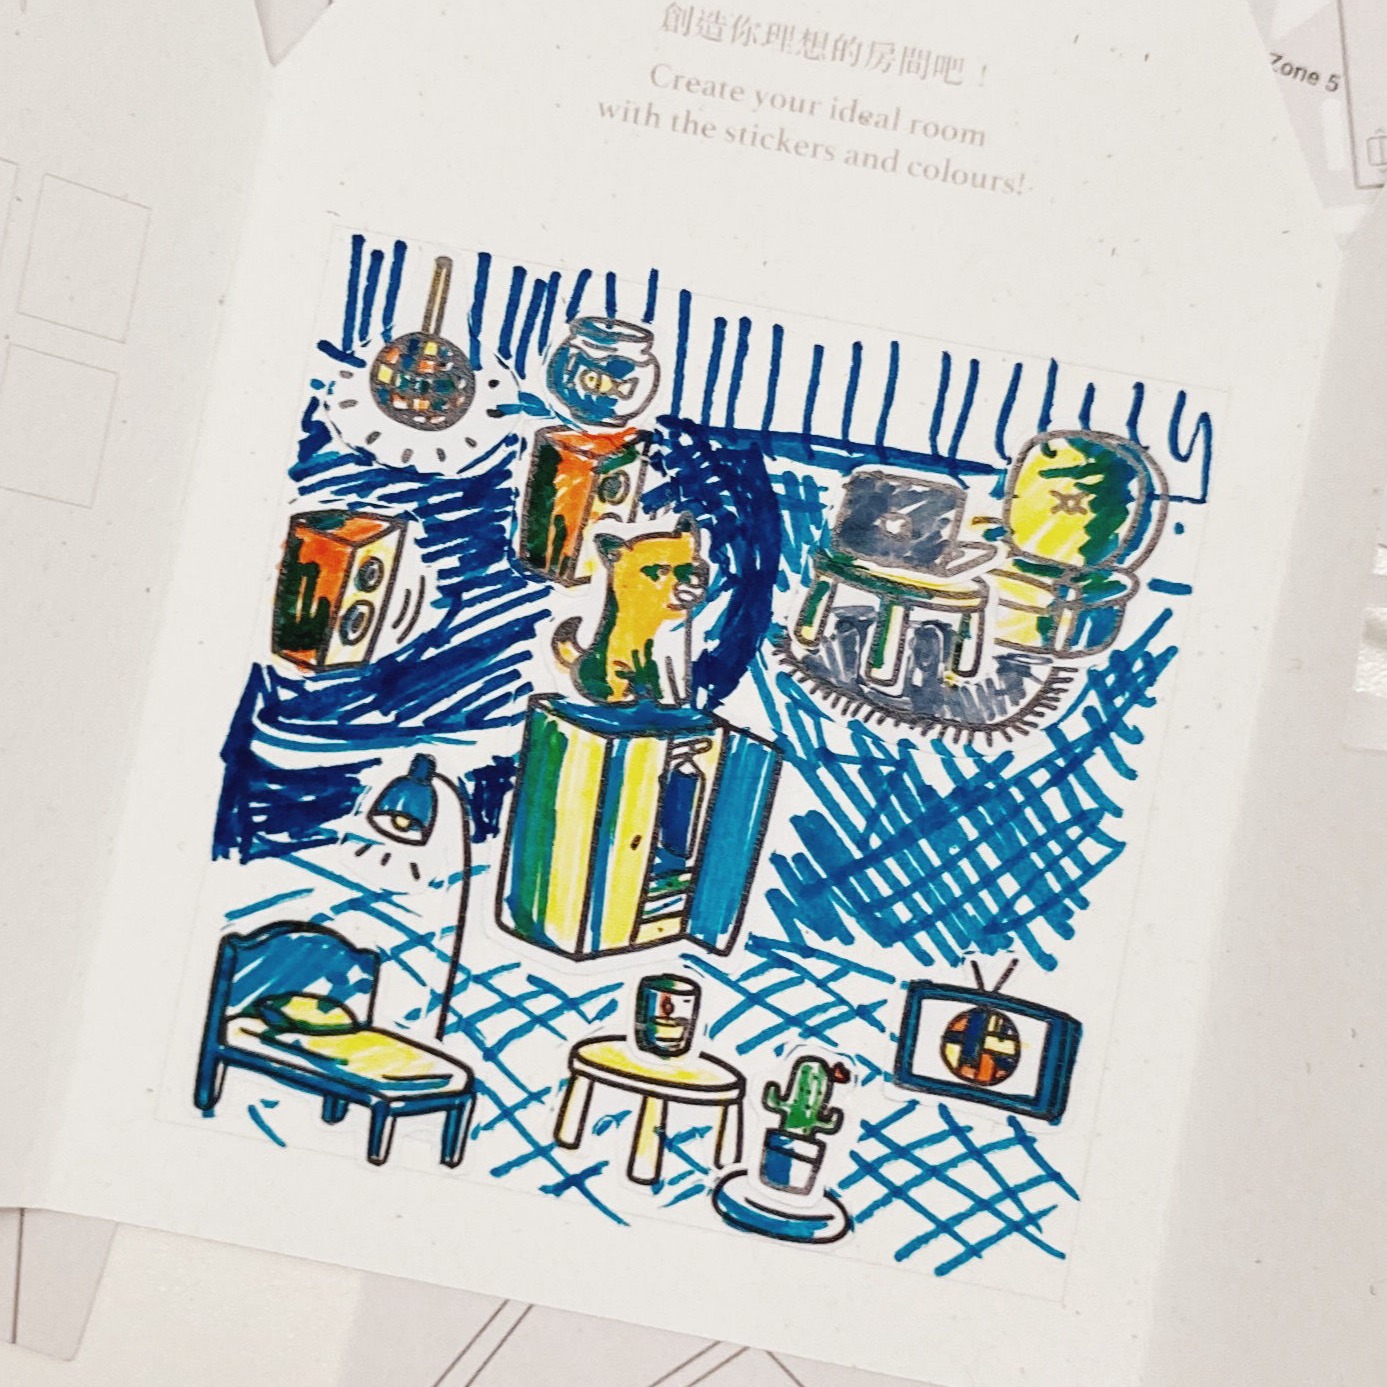 創造你理想的房間吧！
Create your ideal room
with the stickers and colours!
Zone 5